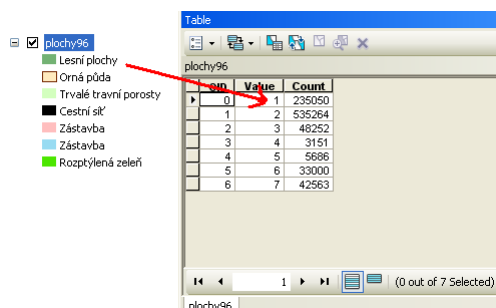 plochy96
Lesní plochy
Orná půda
Trvalé travní porosty
Cestní síť
Zástavba
Zástavba
Rozptýlená zeleň
Table
plochy96
OID Value Count
0 1 235050
1 2 535264
2 3 48252
3 4 3151
4 5 5686
5 6 33000
6 7 42563
1 (0 out of 7 Selected)
plochy96